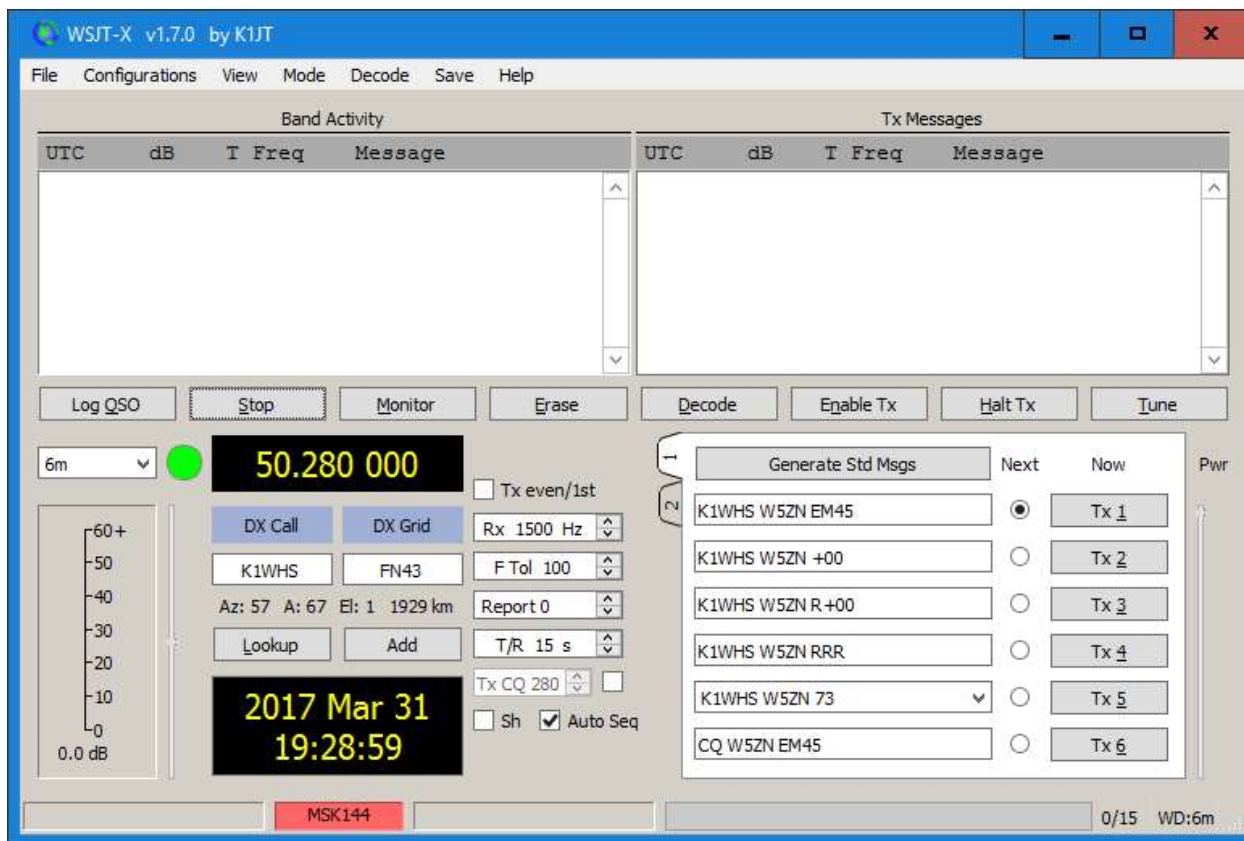 WSJT-X v1.7.0 by K1JT
File Configurations View Mode Decode Save Help
Band Activity
Tx Messages
UTC dB T Freq Message
UTC dB T Freq Message
Log QSO Stop Monitor Erase Decode Enable Tx Halt Tx Tune
6m
50.280 000
Tx even/1st
DX Call DX Grid
Rx 1500 Hz
K1WHS FN43
F Tol 100
Az: 57 A: 67 El: 1 1929 km
Report 0
Lookup Add
T/R 15 s
Tx CQ 280
2017 Mar 31
19:28:59
Sh Auto Seq
60+
50
40
30
20
10
0
0.0 dB
1
2
Generate Std Msgs Next Now Pwr
K1WHS W5ZN EM45 Tx 1
K1WHS W5ZN +00 Tx 2
K1WHS W5ZN R+00 Tx 3
K1WHS W5ZN RRR Tx 4
K1WHS W5ZN 73 Tx 5
CQ W5ZN EM45 Tx 6
MSK144
0/15 WD:6m